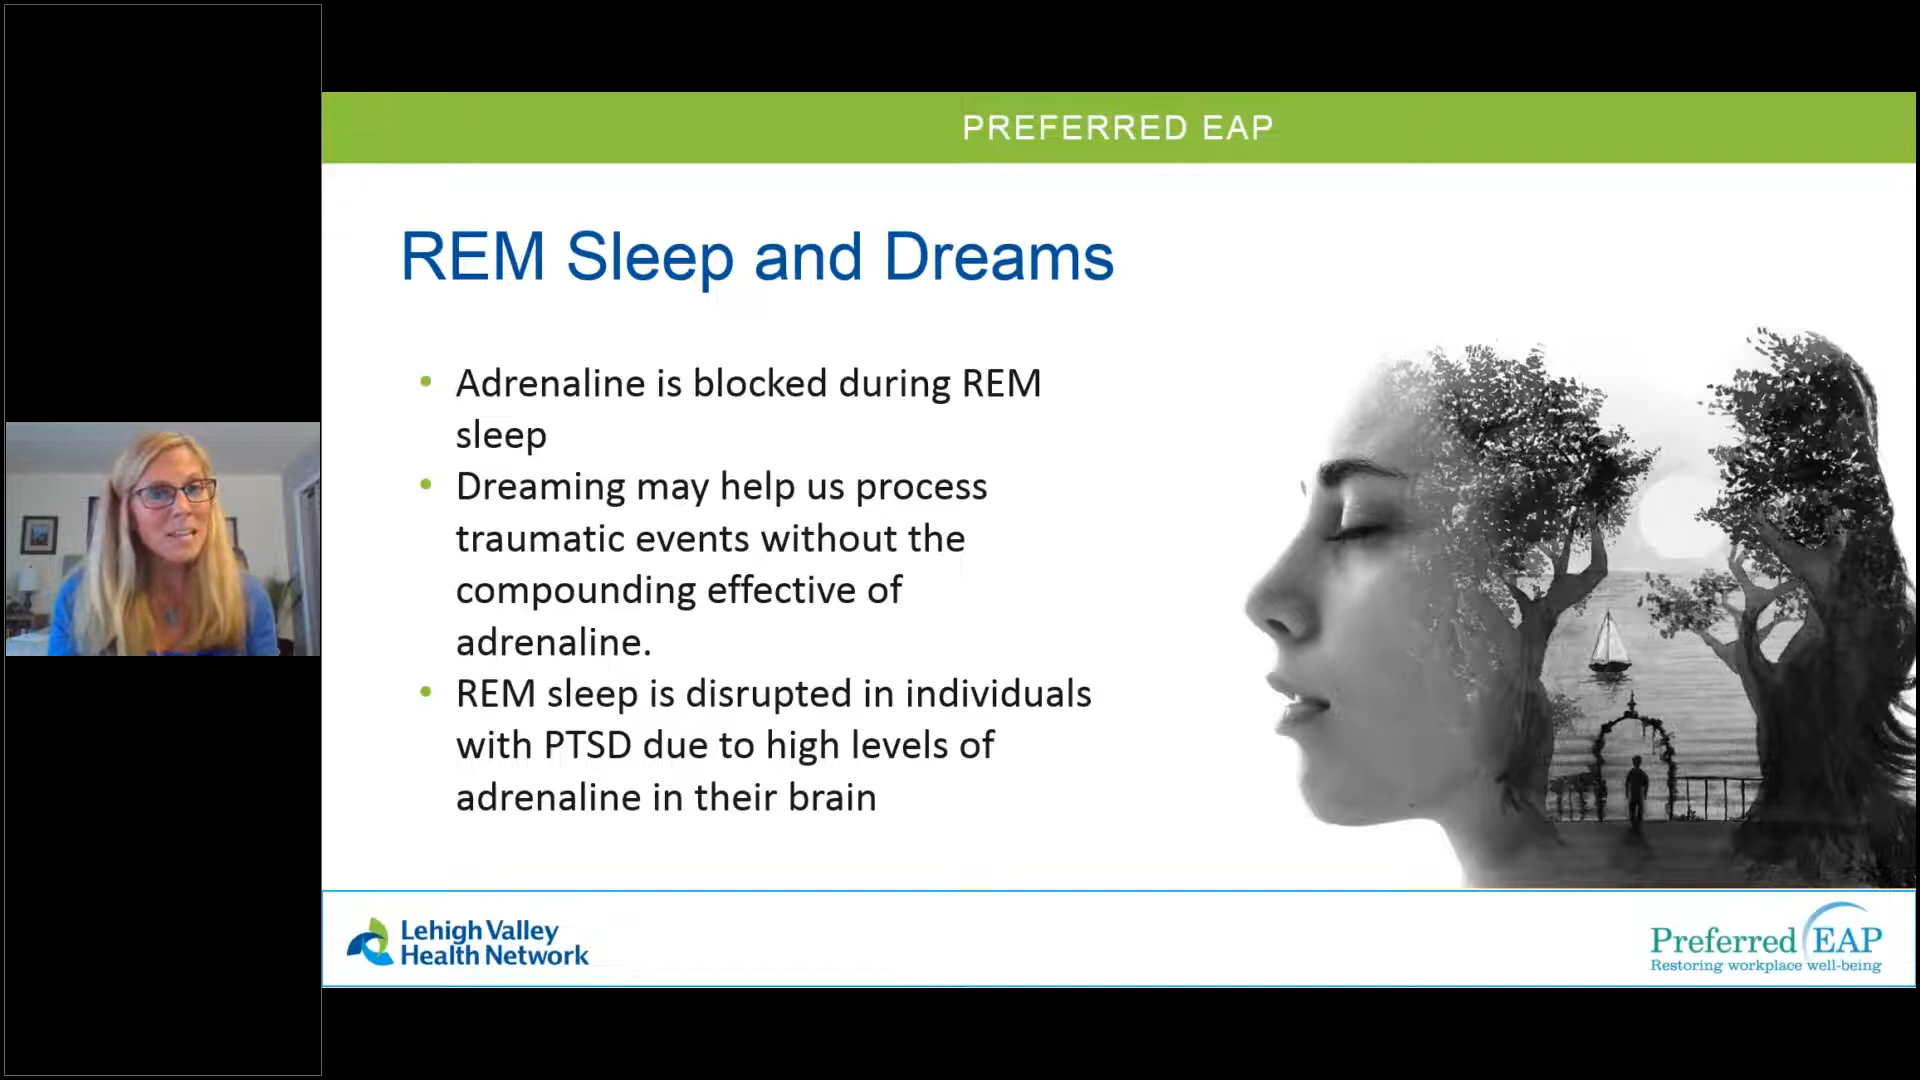 PREFERRED EAP
REM Sleep and Dreams
• Adrenaline is blocked during REM
sleep
• Dreaming may help us process
traumatic events without the
compounding effective of
adrenaline.
• REM sleep is disrupted in individuals
with PTSD due to high levels of
adrenaline in their brain
Lehigh Valley
Health Network
Preferred EAP
Restoring workplace well-being